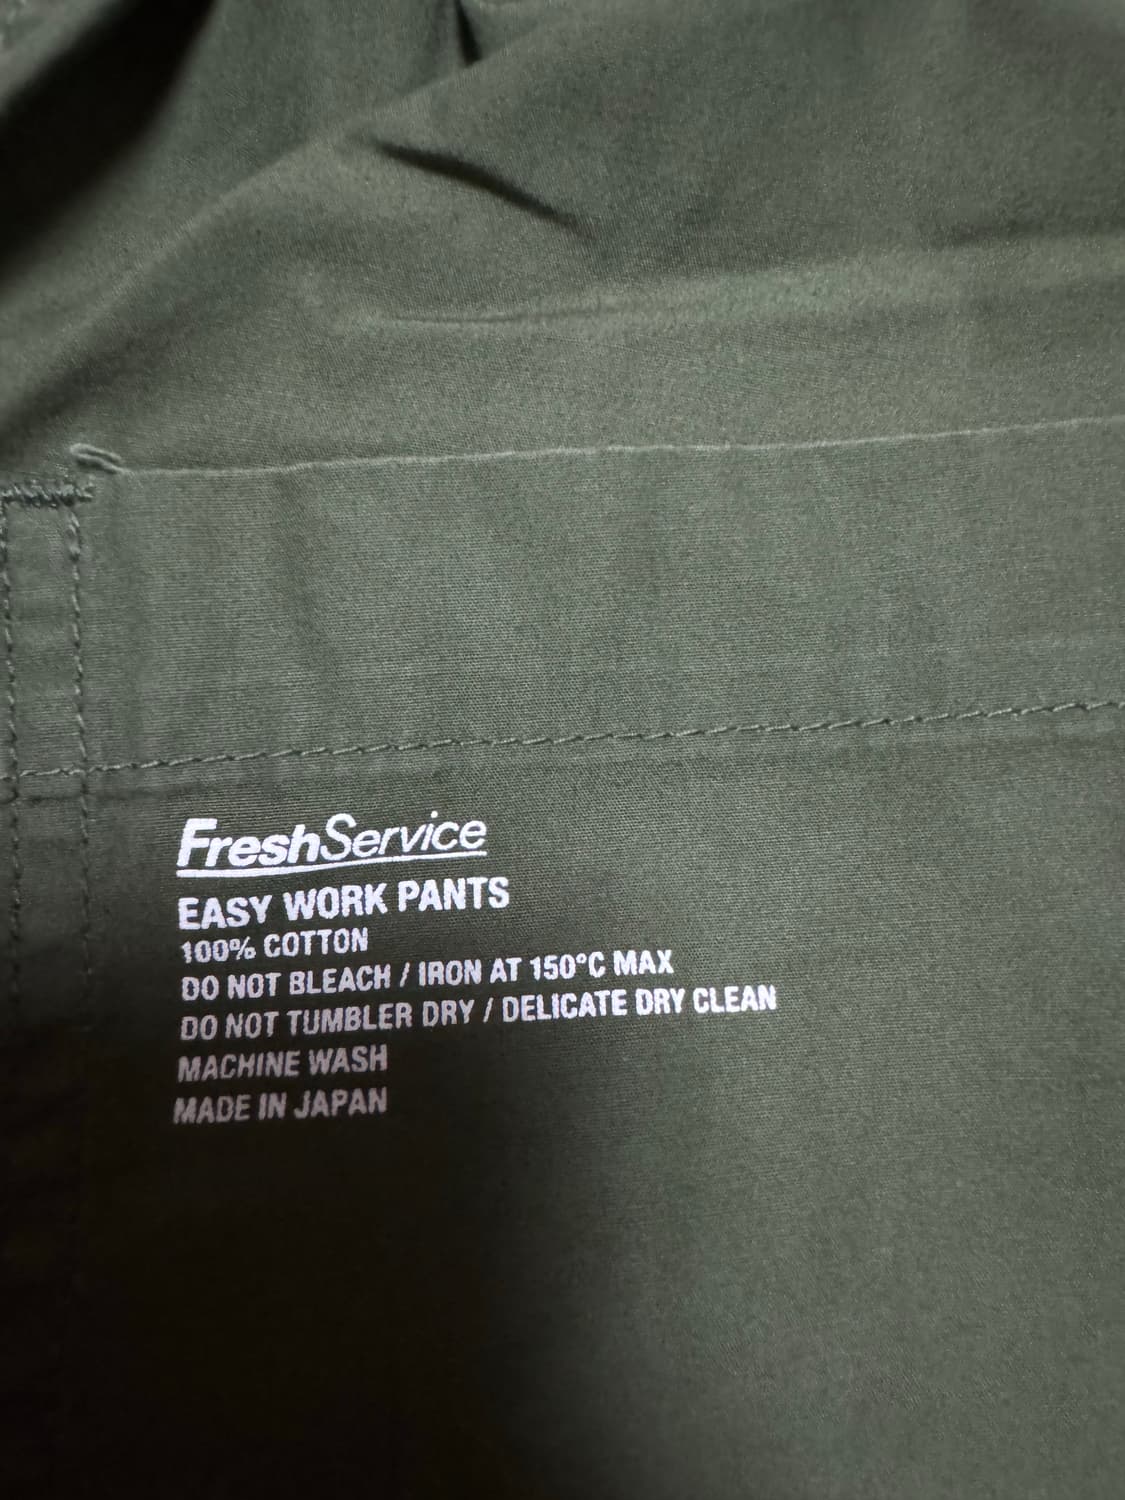 FreshService
EASY WORK PANTS
100% COTTON
DO NOT BLEACH / IRON AT 150°C MAX
DO NOT TUMBLER DRY / DELICATE DRY CLEAN
MACHINE WASH
MADE IN JAPAN